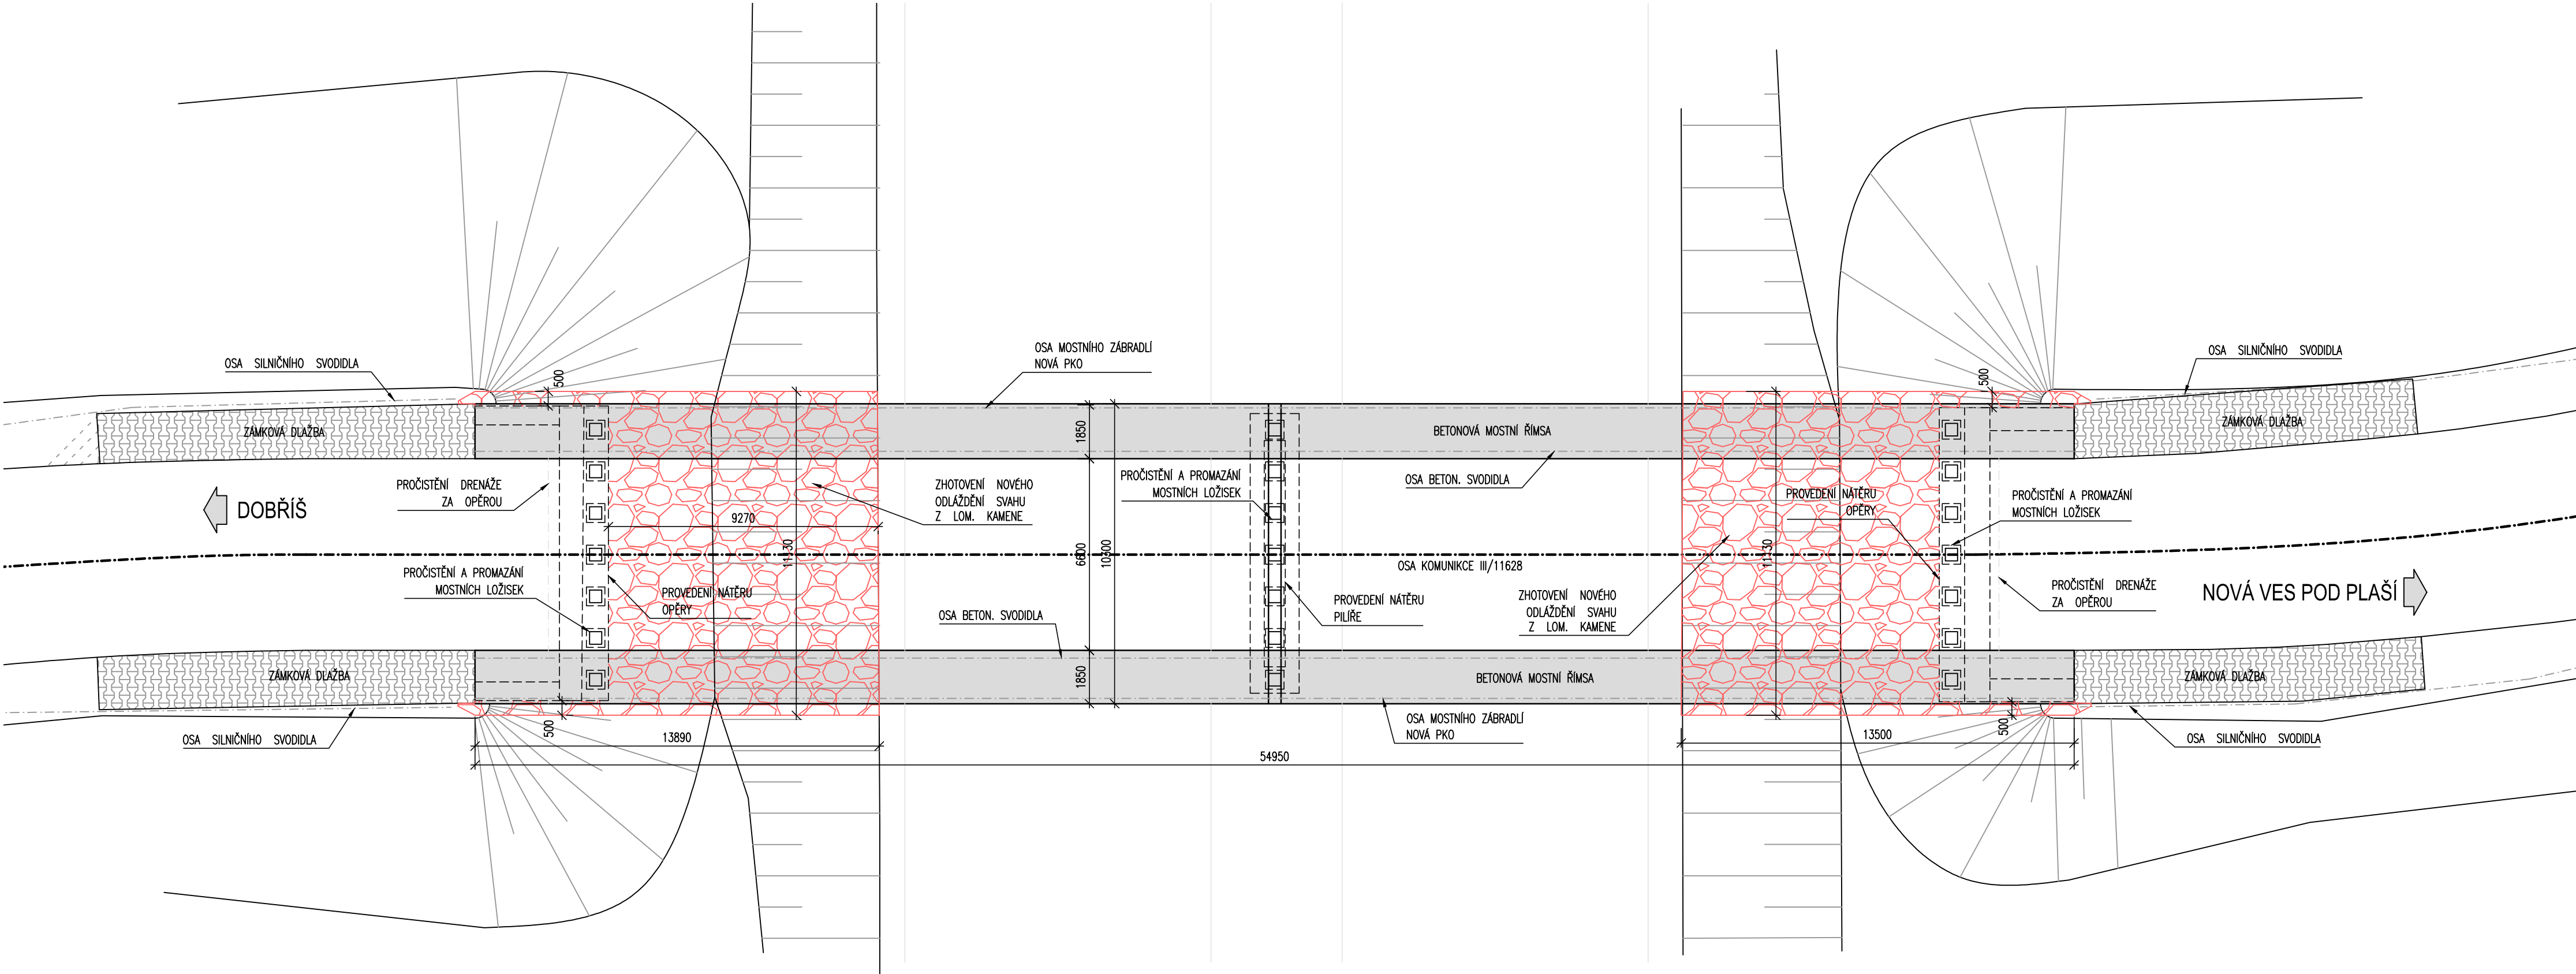 OSA MOSTNÍHO ZÁBRADLÍ
NOVÁ PKO
OSA SILNIČNÍHO SVODIDLA
OSA SILNIČNÍHO SVODIDLA
500
500
ZÁMKOVÁ DLAŽBA
1850
BETONOVÁ MOSTNÍ ŘÍMSA
ZÁMKOVÁ DLAŽBA
PROČISTĚNÍ DRENÁŽE
ZA OPĚROU
ZHOTOVENÍ NOVÉHO
ODLÁŽDĚNÍ SVAHU
Z LOM. KAMENE
PROČISTĚNÍ A PROMAZÁNÍ
MOSTNÍCH LOŽISEK
OSA BETON. SVODIDLA
PROVEDENÍ NÁTĚRU
OPĚRY
PROČISTĚNÍ A PROMAZÁNÍ
MOSTNÍCH LOŽISEK
DOBŘÍŠ
9270
11130
6600
10300
11130
OSA KOMUNIKCE III/11628
PROČISTĚNÍ A PROMAZÁNÍ
MOSTNÍCH LOŽISEK
PROVEDENÍ NÁTĚRU
OPĚRY
OSA BETON. SVODIDLA
PROVEDENÍ NÁTĚRU
PILÍŘE
ZHOTOVENÍ NOVÉHO
ODLÁŽDĚNÍ SVAHU
Z LOM. KAMENE
PROČISTĚNÍ DRENÁŽE
ZA OPĚROU
NOVÁ VES POD PLAŠÍ
ZÁMKOVÁ DLAŽBA
1850
BETONOVÁ MOSTNÍ ŘÍMSA
ZÁMKOVÁ DLAŽBA
OSA SILNIČNÍHO SVODIDLA
500
13890
OSA MOSTNÍHO ZÁBRADLÍ
NOVÁ PKO
13500
500
OSA SILNIČNÍHO SVODIDLA
54950